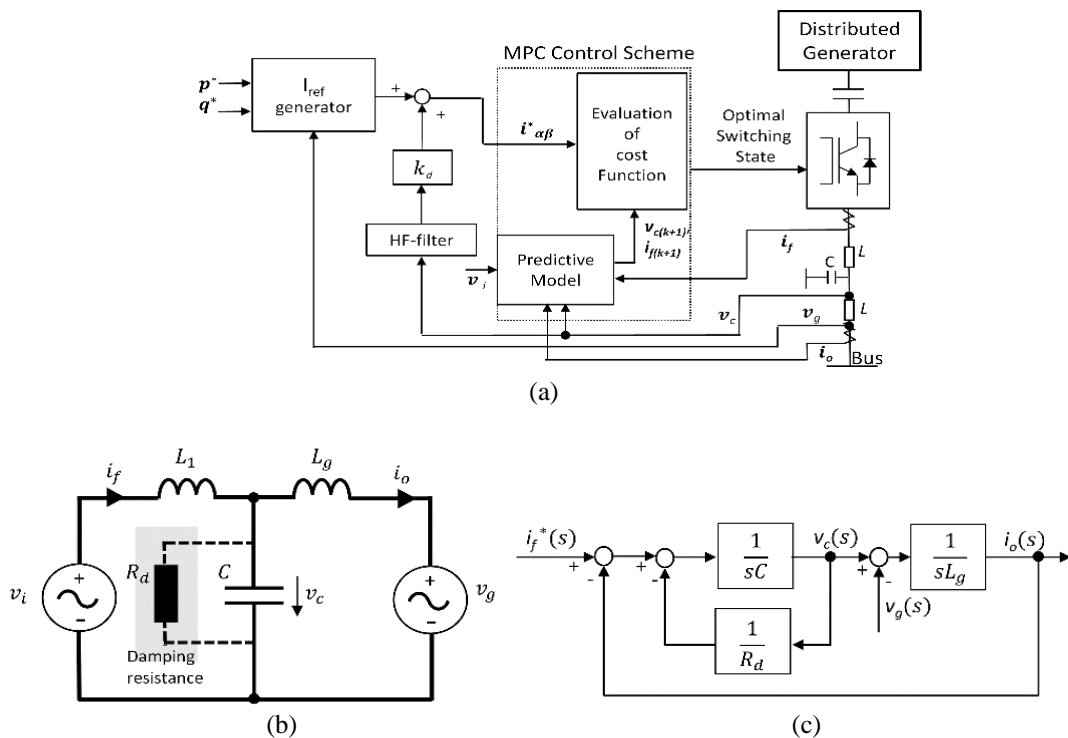 MPC Control Scheme
Distributed
Generator
p*
q*
I_ref
generator
+
+
i*αβ
Evaluation
of
cost
Function
Optimal
Switching
State
k_d
HF-filter
v_c(k+1),
i_f(k+1)
v_i
Predictive
Model
i_f
L
C
v_c
v_g
L
i_o
Bus
(a)
i_f
L_1
L_g
i_o
v_i
+
-
R_d
C
v_c
+
-
v_g
Damping
resistance
(b)
i_f*(s)
+
-
+
-
1/sC
v_c(s)
+
-
1/sL_g
i_o(s)
v_g(s)
1/R_d
(c)